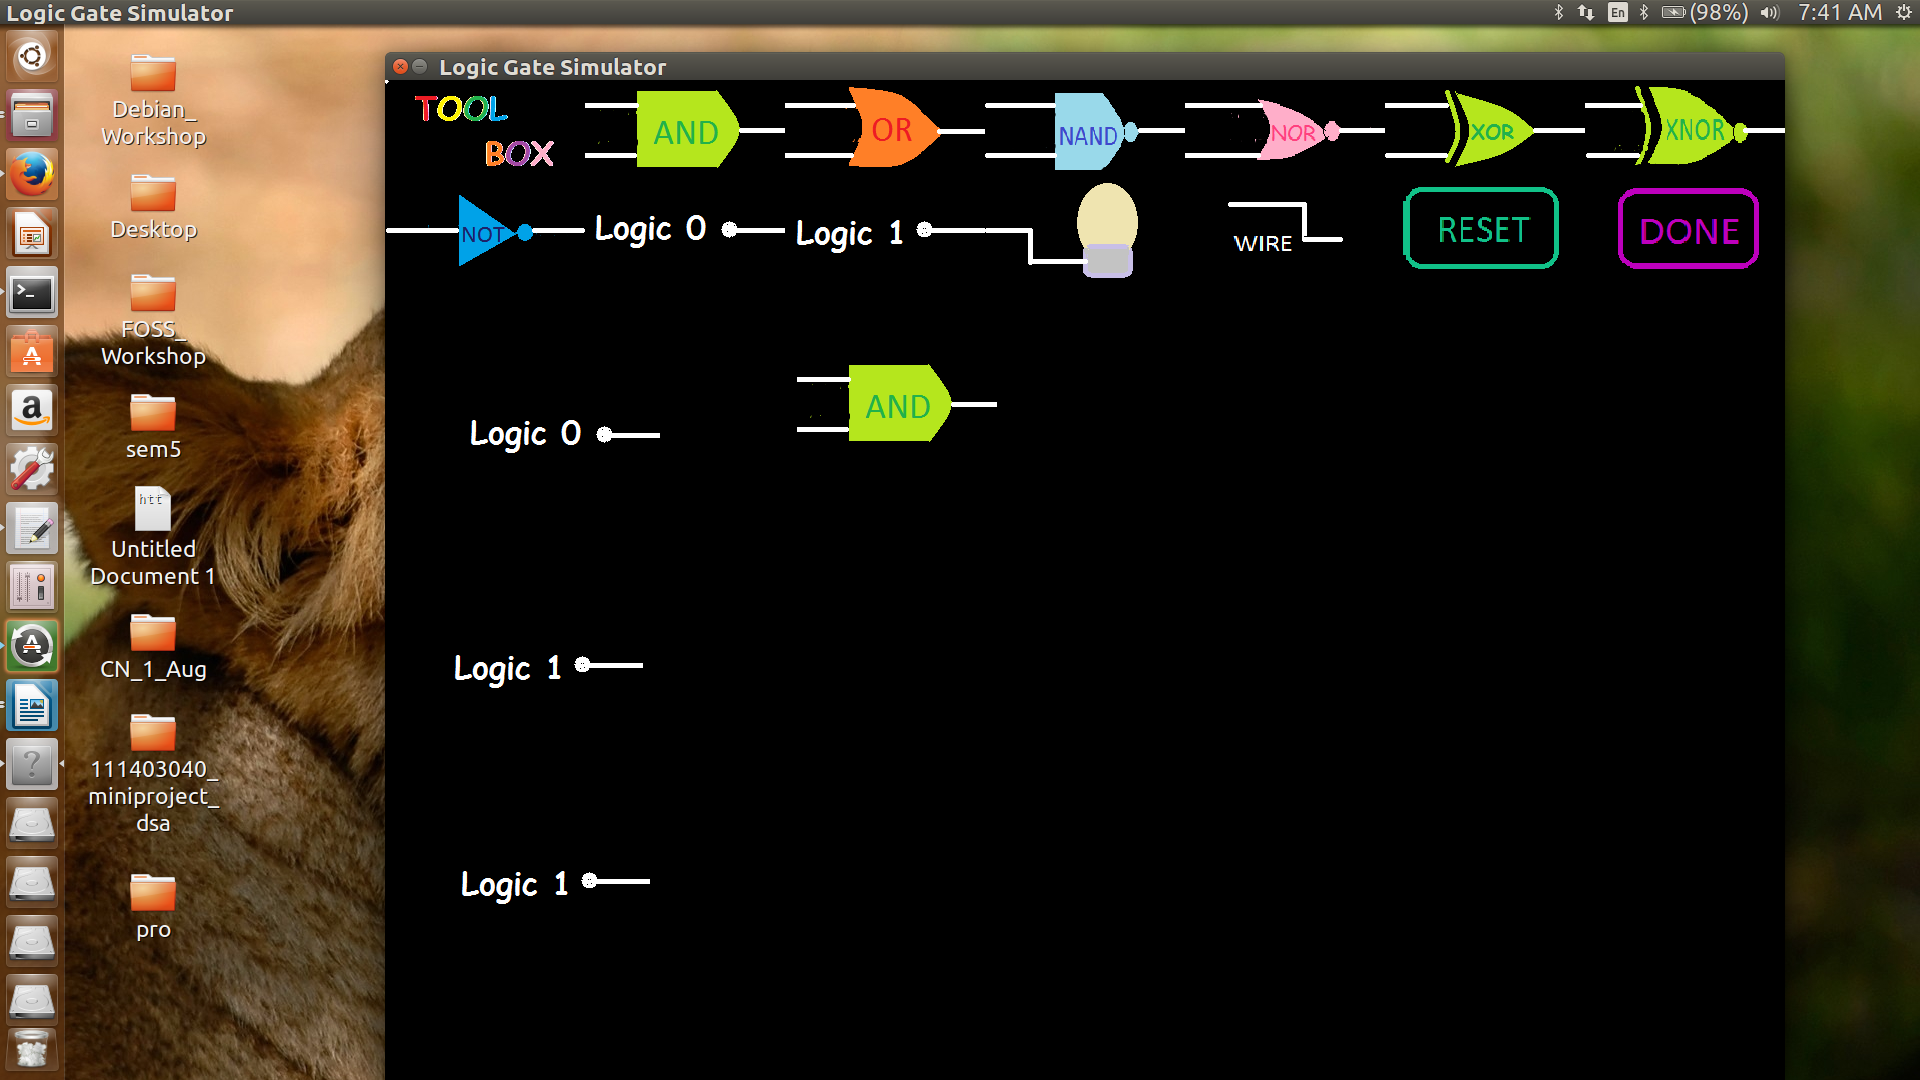 Logic Gate Simulator
En
(98%)
7:41 AM
Logic Gate Simulator
TOOL
BOX
AND
OR
NAND
NOR
XOR
XNOR
NOT
Logic 0
Logic 1
WIRE
RESET
DONE
AND
Logic 0
Logic 1
Logic 1
Debian_
Workshop
Desktop
FOSS_
Workshop
sem5
htt
Untitled
Document 1
CN_1_Aug
111403040_
miniproject_
dsa
pro